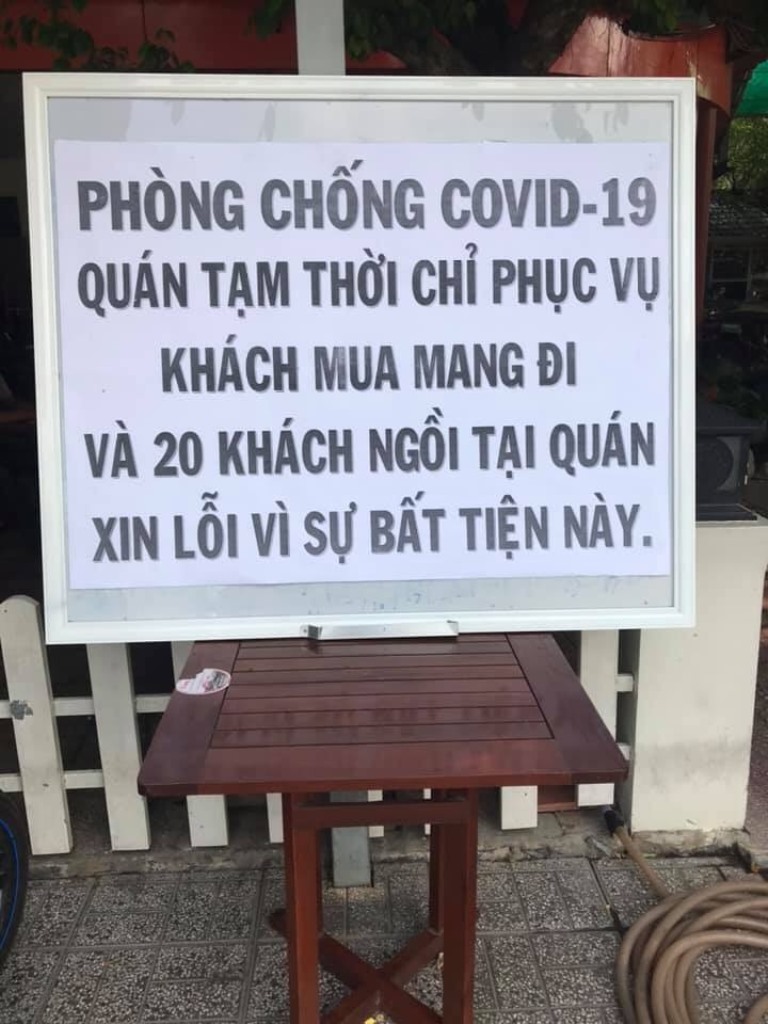 PHÒNG CHỐNG COVID-19
QUÁN TẠM THỜI CHỈ PHỤC VỤ
KHÁCH MUA MANG ĐI
VÀ 20 KHÁCH NGỒI TẠI QUÁN
XIN LỖI VÌ SỰ BẤT TIỆN NÀY.